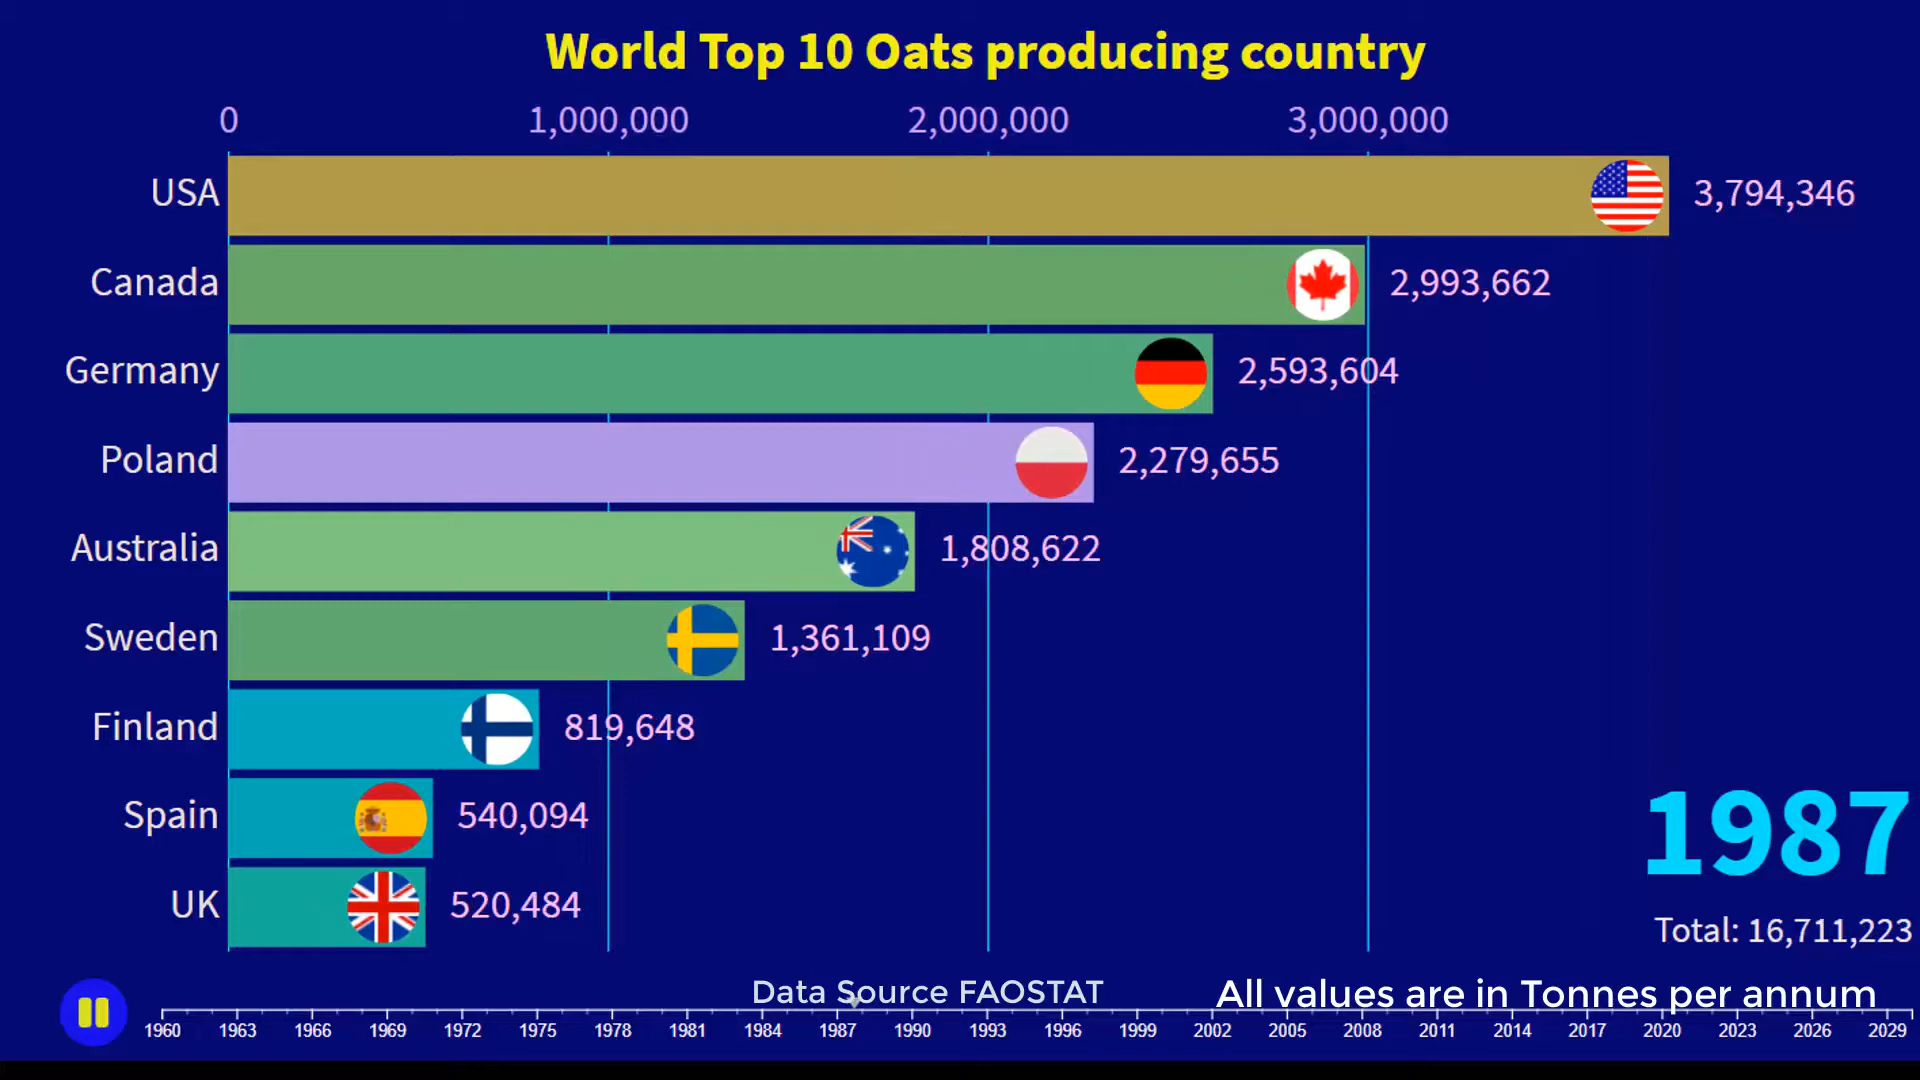 World Top 10 Oats producing country
0 1,000,000 2,000,000 3,000,000
USA 3,794,346
Canada 2,993,662
Germany 2,593,604
Poland 2,279,655
Australia 1,808,622
Sweden 1,361,109
Finland 819,648
Spain 540,094
UK 520,484
1987
Total: 16,711,223
Data Source FAOSTAT
All values are in Tonnes per annum
1960 1963 1966 1969 1972 1975 1978 1981 1984 1987 1990 1993 1996 1999 2002 2005 2008 2011 2014 2017 2020 2023 2026 2029